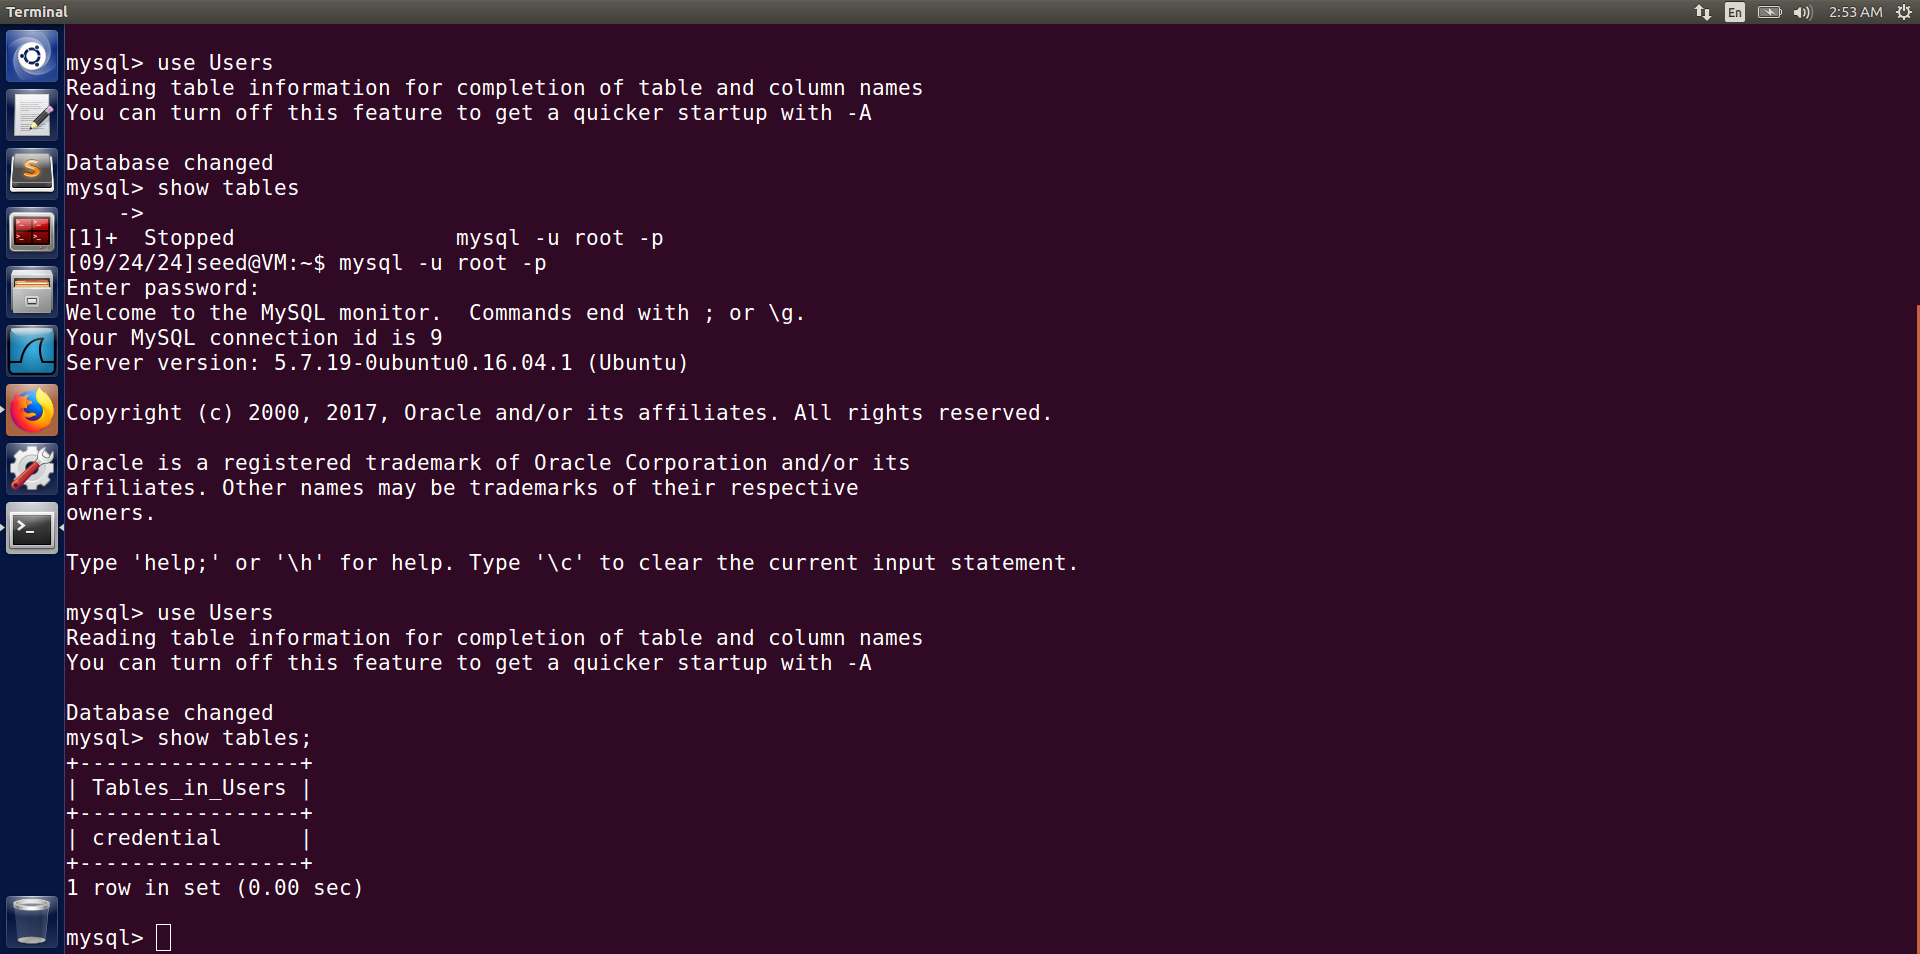 Terminal
En
2:53 AM
mysql> use Users
Reading table information for completion of table and column names
You can turn off this feature to get a quicker startup with -A
Database changed
mysql> show tables
    ->
[1]+  Stopped                 mysql -u root -p
[09/24/24]seed@VM:~$ mysql -u root -p
Enter password:
Welcome to the MySQL monitor.  Commands end with ; or \g.
Your MySQL connection id is 9
Server version: 5.7.19-0ubuntu0.16.04.1 (Ubuntu)
Copyright (c) 2000, 2017, Oracle and/or its affiliates. All rights reserved.
Oracle is a registered trademark of Oracle Corporation and/or its
affiliates. Other names may be trademarks of their respective
owners.
Type 'help;' or '\h' for help. Type '\c' to clear the current input statement.
mysql> use Users
Reading table information for completion of table and column names
You can turn off this feature to get a quicker startup with -A
Database changed
mysql> show tables;
+-----------------+
| Tables_in_Users |
+-----------------+
| credential      |
+-----------------+
1 row in set (0.00 sec)
mysql>